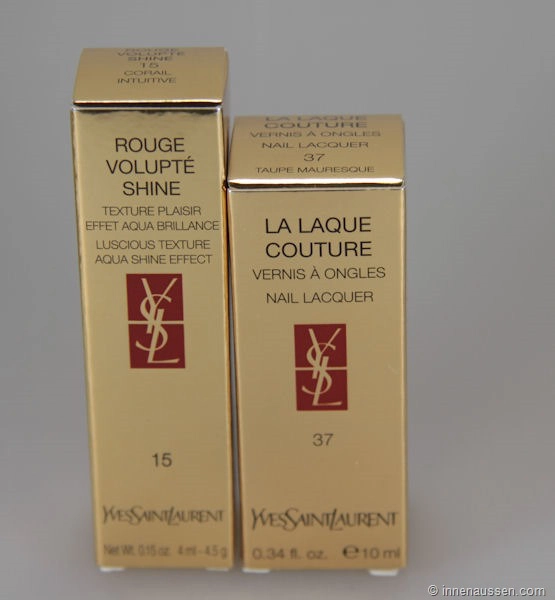 ROUGE
VOLUPTÉ
SHINE
15
CORAIL
INTUITIVE
ROUGE
VOLUPTÉ
SHINE
TEXTURE PLAISIR
EFFET AQUA BRILLANCE
LUSCIOUS TEXTURE
AQUA SHINE EFFECT
YSL
15
YVESSAINTLAURENT
Net Wt. 0.15 oz. 4 ml - 4.5 g
LA LAQUE
COUTURE
VERNIS À ONGLES
NAIL LACQUER
37
TAUPE MAURESQUE
LA LAQUE
COUTURE
VERNIS À ONGLES
NAIL LACQUER
YSL
37
YVESSAINTLAURENT
0.34 fl. oz. ℮ 10 ml
© innenaussen.com